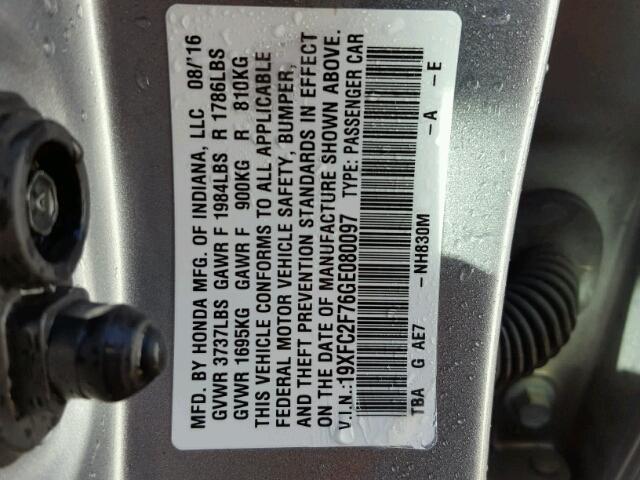 MFD. BY HONDA MFG. OF INDIANA, LLC 08/'16
GVWR 3737LBS GAWR F 1984LBS R 1786LBS
GVWR 1695KG GAWR F 900KG R 810KG
THIS VEHICLE CONFORMS TO ALL APPLICABLE
FEDERAL MOTOR VEHICLE SAFETY, BUMPER,
AND THEFT PREVENTION STANDARDS IN EFFECT
ON THE DATE OF MANUFACTURE SHOWN ABOVE.
V.I.N.:19XFC2F76GE080097 TYPE: PASSENGER CAR
TBA G AE7 - NH830M - A - E